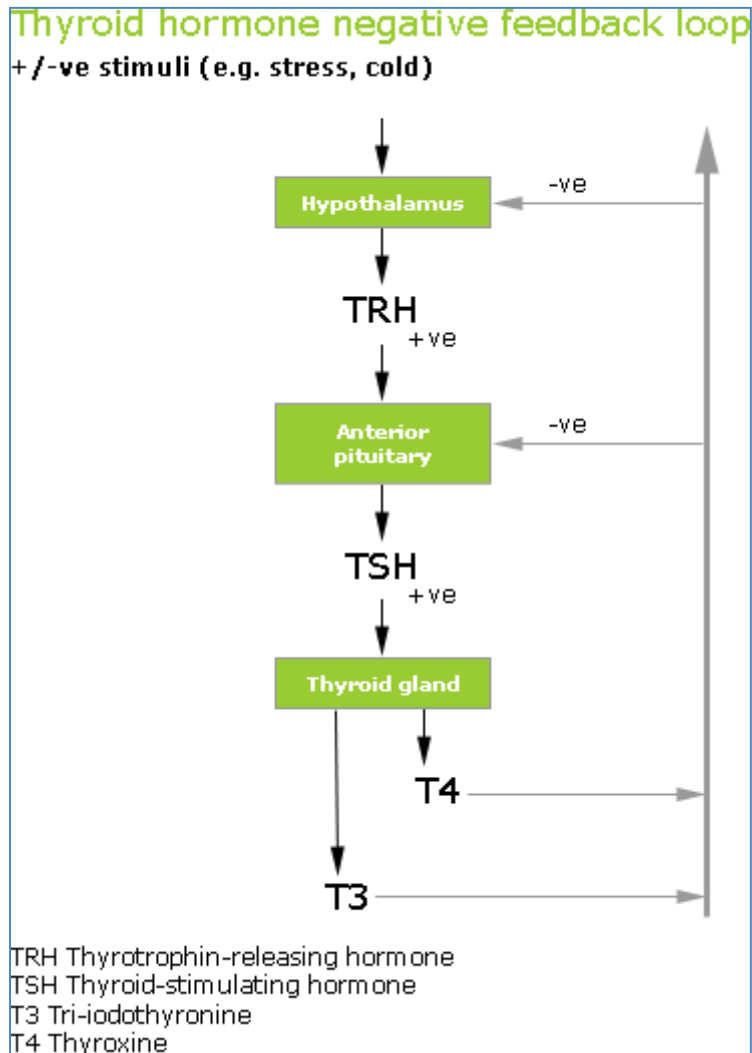 Thyroid hormone negative feedback loop
+/-ve stimuli (e.g. stress, cold)
Hypothalamus
-ve
TRH
+ve
Anterior
pituitary
-ve
TSH
+ve
Thyroid gland
T4
T3
TRH Thyrotrophin-releasing hormone
TSH Thyroid-stimulating hormone
T3 Tri-iodothyronine
T4 Thyroxine